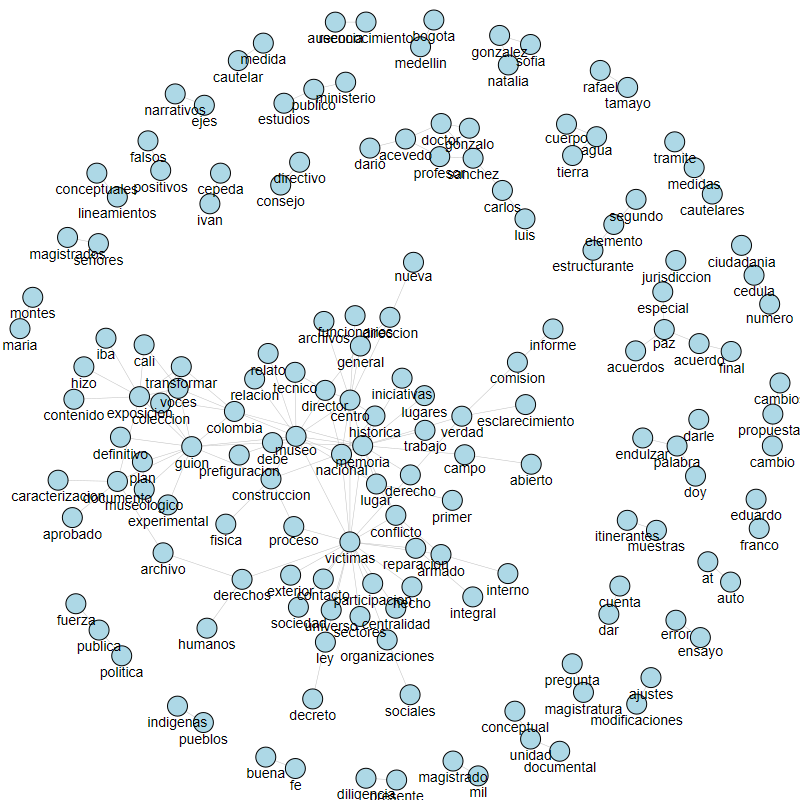 ausencia
reconocimiento
bogota
medellin
gonzalez
sofia
natalia
medida
cautelar
rafael
tamayo
narrativos
ejes
estudios
publico
ministerio
falsos
positivos
conceptuales
lineamientos
cepeda
ivan
directivo
consejo
dario
acevedo
doctor
gonzalo
profesor
sanchez
cuerpo
agua
tierra
tramite
medidas
cautelares
carlos
luis
segundo
elemento
estructurante
magistrados
señores
ciudadania
cedula
numero
jurisdiccion
especial
nueva
montes
maria
archivos
funcionarios
direccion
general
informe
comision
paz
acuerdos
acuerdo
final
iba
cali
hizo
contenido
exposicion
transformar
voces
coleccion
relato
relacion
tecnico
director
centro
iniciativas
lugares
historica
trabajo
verdad
esclarecimiento
cambios
propuesta
cambio
colombia
definitivo
guion
debe
museo
nacional
memoria
campo
abierto
darle
endulzar
palabra
doy
plan
prefiguracion
construccion
caracterizacion
documento
museologico
experimental
aprobado
lugar
derecho
primer
eduardo
franco
fisica
proceso
conflicto
victimas
reparacion
armado
itinerantes
muestras
archivo
derechos
humanos
exterior
contacto
participacion
hecho
interno
integral
at
auto
sociedad
universo
sectores
centralidad
ley
organizaciones
cuenta
dar
error
ensayo
fuerza
publica
politica
decreto
sociales
pregunta
magistratura
ajustes
modificaciones
indigenas
pueblos
conceptual
unidad
documental
buena
fe
diligencia
presente
magistrado
mil